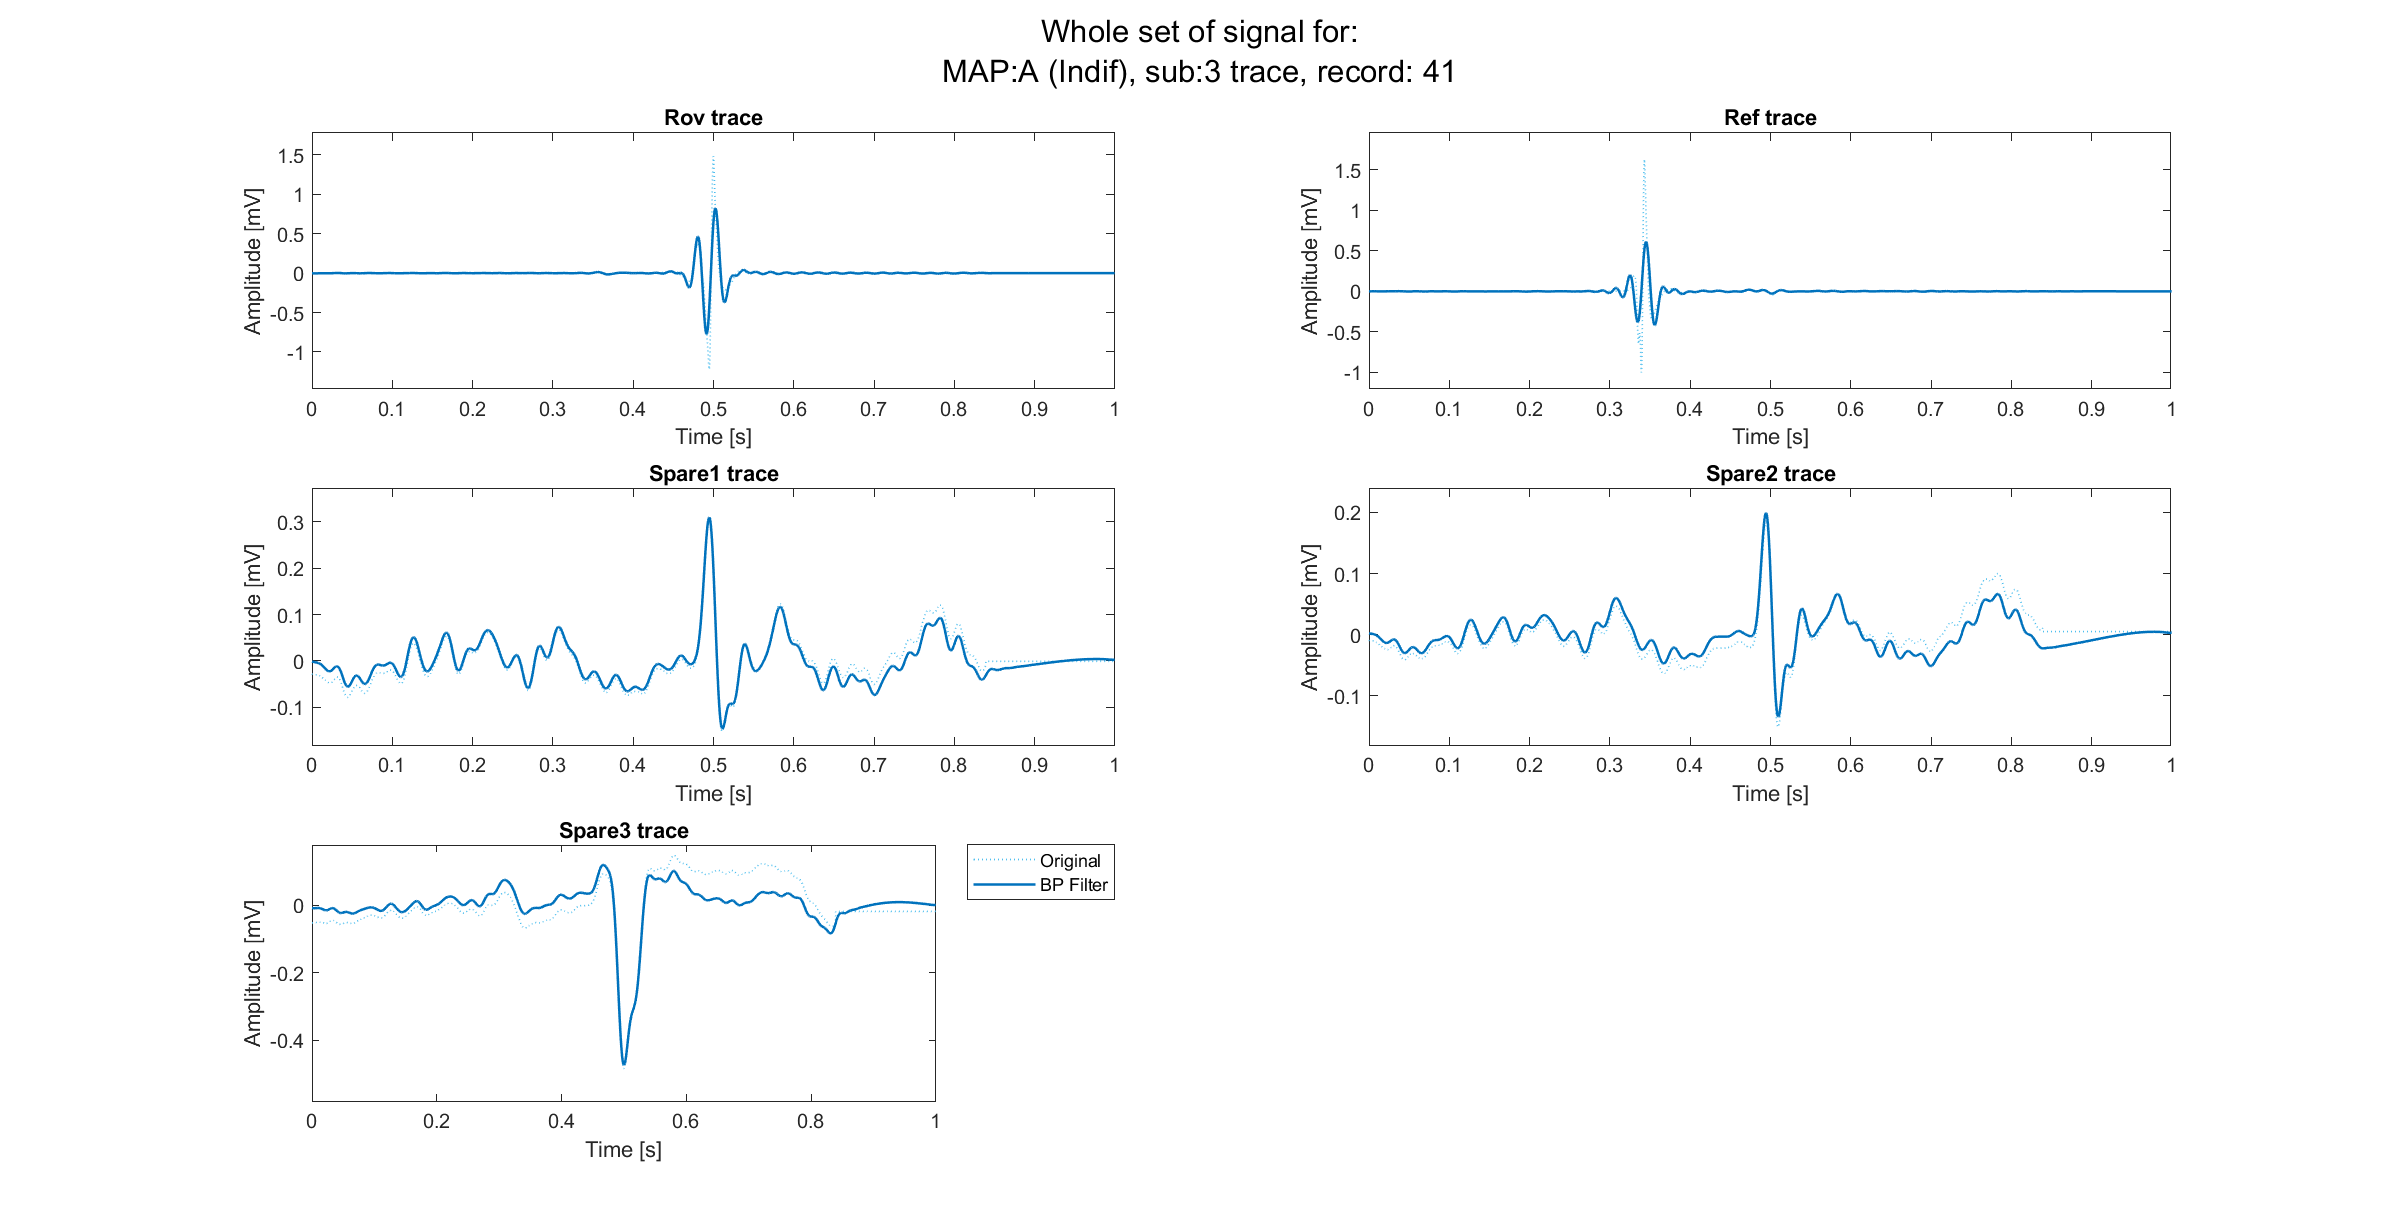 Whole set of signal for:
MAP:A (Indif), sub:3 trace, record: 41
Rov trace
1.5
1
0.5
0
-0.5
-1
Amplitude [mV]
0 0.1 0.2 0.3 0.4 0.5 0.6 0.7 0.8 0.9 1
Time [s]
Ref trace
1.5
1
0.5
0
-0.5
-1
Amplitude [mV]
0 0.1 0.2 0.3 0.4 0.5 0.6 0.7 0.8 0.9 1
Time [s]
Spare1 trace
0.3
0.2
0.1
0
-0.1
Amplitude [mV]
0 0.1 0.2 0.3 0.4 0.5 0.6 0.7 0.8 0.9 1
Time [s]
Spare2 trace
0.2
0.1
0
-0.1
Amplitude [mV]
0 0.1 0.2 0.3 0.4 0.5 0.6 0.7 0.8 0.9 1
Time [s]
Spare3 trace
0
-0.2
-0.4
Amplitude [mV]
0 0.2 0.4 0.6 0.8 1
Time [s]
Original
BP Filter